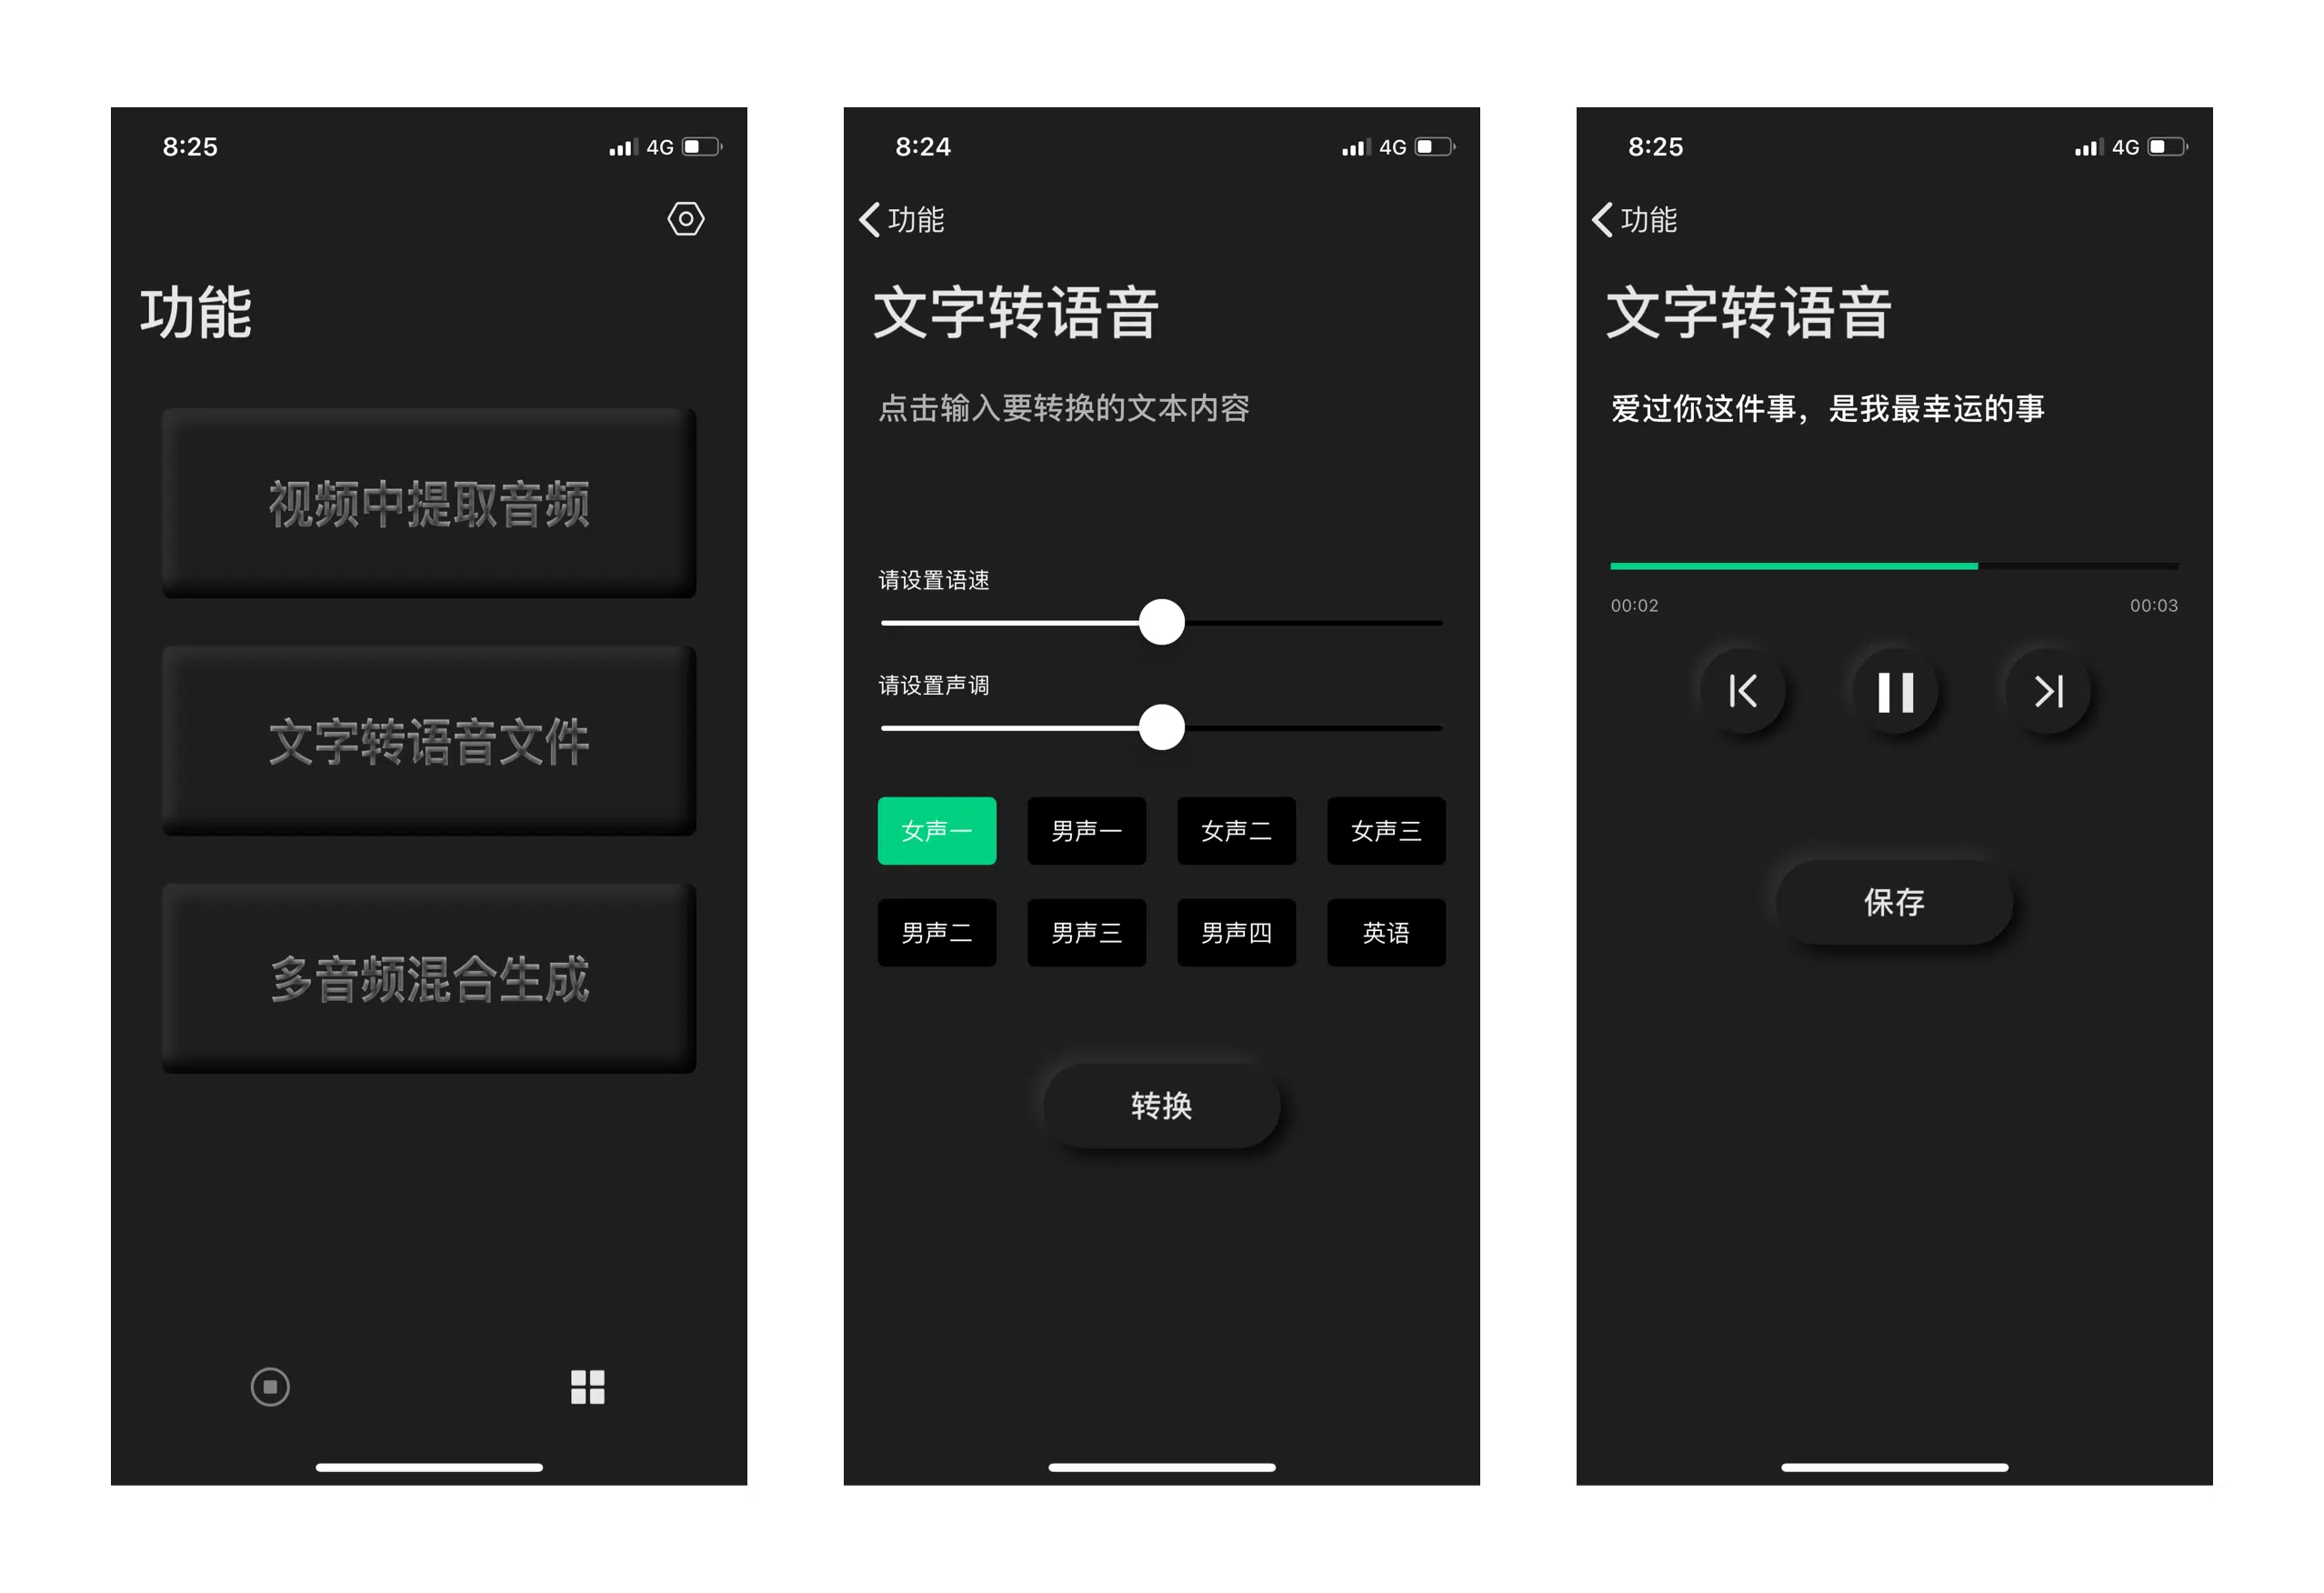 8:25
4G
功能
视频中提取音频
文字转语音文件
多音频混合生成
8:24
4G
功能
文字转语音
点击输入要转换的文本内容
请设置语速
请设置声调
女声一 男声一 女声二 女声三
男声二 男声三 男声四 英语
转换
8:25
4G
功能
文字转语音
爱过你这件事，是我最幸运的事
00:02 00:03
保存